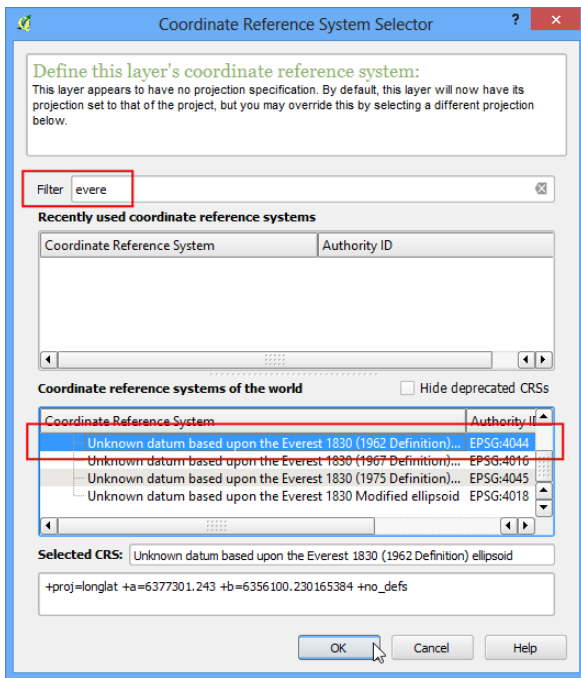 Coordinate Reference System Selector
?
×
Define this layer's coordinate reference system:
This layer appears to have no projection specification. By default, this layer will now have its
projection set to that of the project, but you may override this by selecting a different projection
below.
Filter evere
Recently used coordinate reference systems
Coordinate Reference System Authority ID
Coordinate reference systems of the world Hide deprecated CRSs
Coordinate Reference System Authority I
Unknown datum based upon the Everest 1830 (1962 Definition)... EPSG:4044
Unknown datum based upon the Everest 1830 (1967 Definition)... EPSG:4016
Unknown datum based upon the Everest 1830 (1975 Definition)... EPSG:4045
Unknown datum based upon the Everest 1830 Modified ellipsoid EPSG:4018
Selected CRS: Unknown datum based upon the Everest 1830 (1962 Definition) ellipsoid
+proj=longlat +a=6377301.243 +b=6356100.230165384 +no_defs
OK Cancel Help